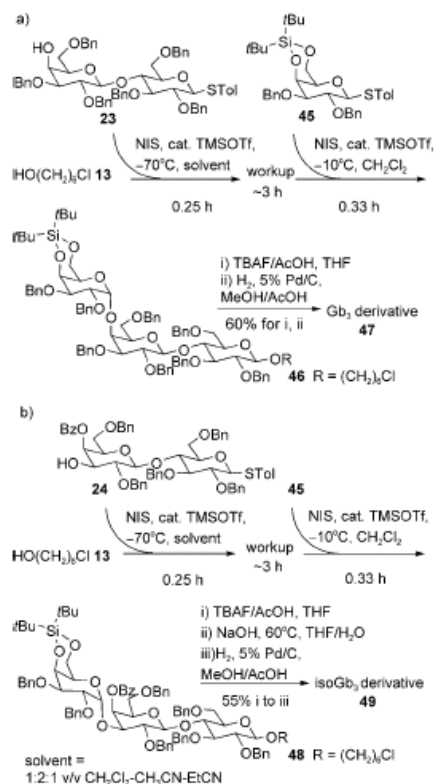 a)
HO OBn
BnO O O OBn
OBn BnO O STol
OBn
23
tBu
tBu Si O
O
BnO O STol
OBn
45
NIS, cat. TMSOTf,
–70°C, solvent
NIS, cat. TMSOTf,
–10°C, CH₂Cl₂
HO(CH₂)₆Cl 13
workup
~3 h
0.25 h
0.33 h
tBu
tBu Si O
O
BnO O
BnO
O OBn
BnO O O OBn
OBn BnO O O R
OBn
i) TBAF/AcOH, THF
ii) H₂, 5% Pd/C,
MeOH/AcOH
60% for i, ii
Gb₃ derivative
47
46 R = (CH₂)₆Cl
b)
BzO OBn
HO O O OBn
OBn BnO O STol
OBn
24
45
NIS, cat. TMSOTf,
–70°C, solvent
NIS, cat. TMSOTf,
–10°C, CH₂Cl₂
HO(CH₂)₆Cl 13
workup
~3 h
0.25 h
0.33 h
tBu
tBu Si O
O
BnO O
BnO
i) TBAF/AcOH, THF
ii) NaOH, 60°C, THF/H₂O
iii)H₂, 5% Pd/C,
MeOH/AcOH
55% i to iii
isoGb₃ derivative
49
BzO OBn
O O O OBn
OBn BnO O O R
OBn
48 R = (CH₂)₆Cl
solvent =
1:2:1 v/v CH₂Cl₂-CH₃CN-EtCN